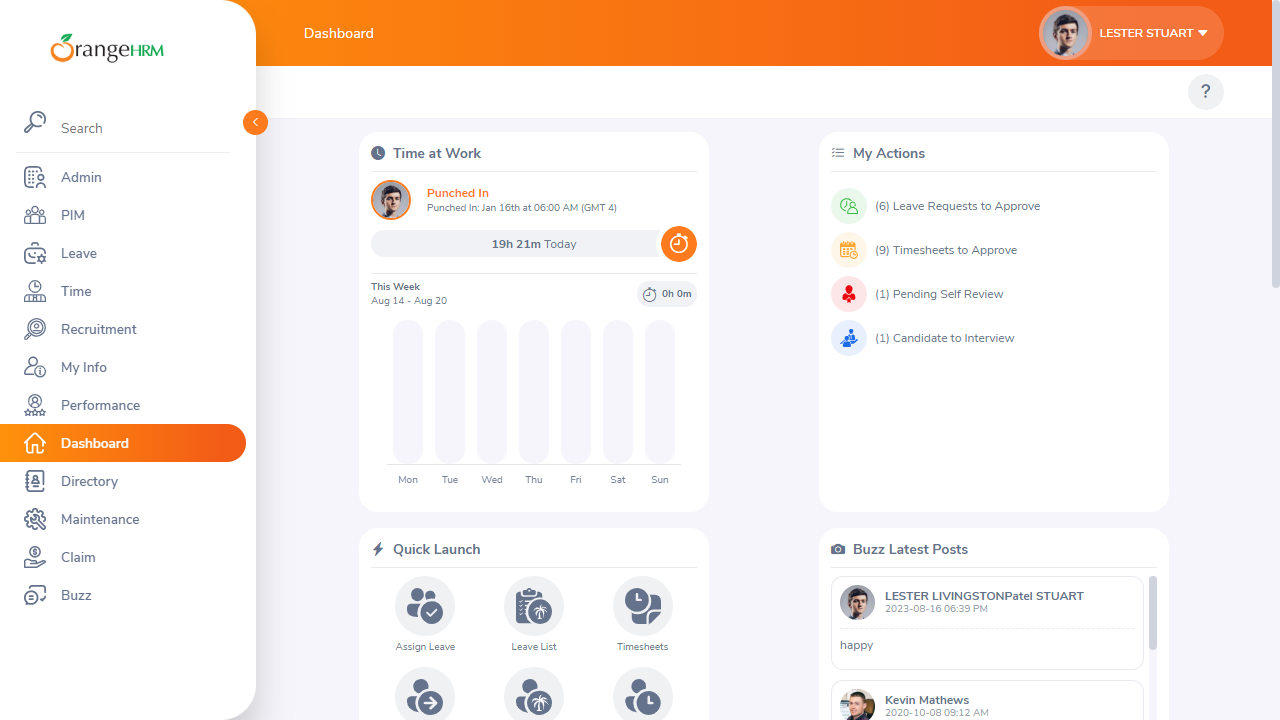 OrangeHRM
Search
Admin
PIM
Leave
Time
Recruitment
My Info
Performance
Dashboard
Directory
Maintenance
Claim
Buzz
Dashboard
LESTER STUART
?
Time at Work
Punched In
Punched In: Jan 16th at 06:00 AM (GMT 4)
19h 21m Today
This Week
Aug 14 - Aug 20
0h 0m
Mon Tue Wed Thu Fri Sat Sun
My Actions
(6) Leave Requests to Approve
(9) Timesheets to Approve
(1) Pending Self Review
(1) Candidate to Interview
Quick Launch
Assign Leave
Leave List
Timesheets
Buzz Latest Posts
LESTER LIVINGSTONPatel STUART
2023-08-16 06:39 PM
happy
Kevin Mathews
2020-10-08 09:12 AM